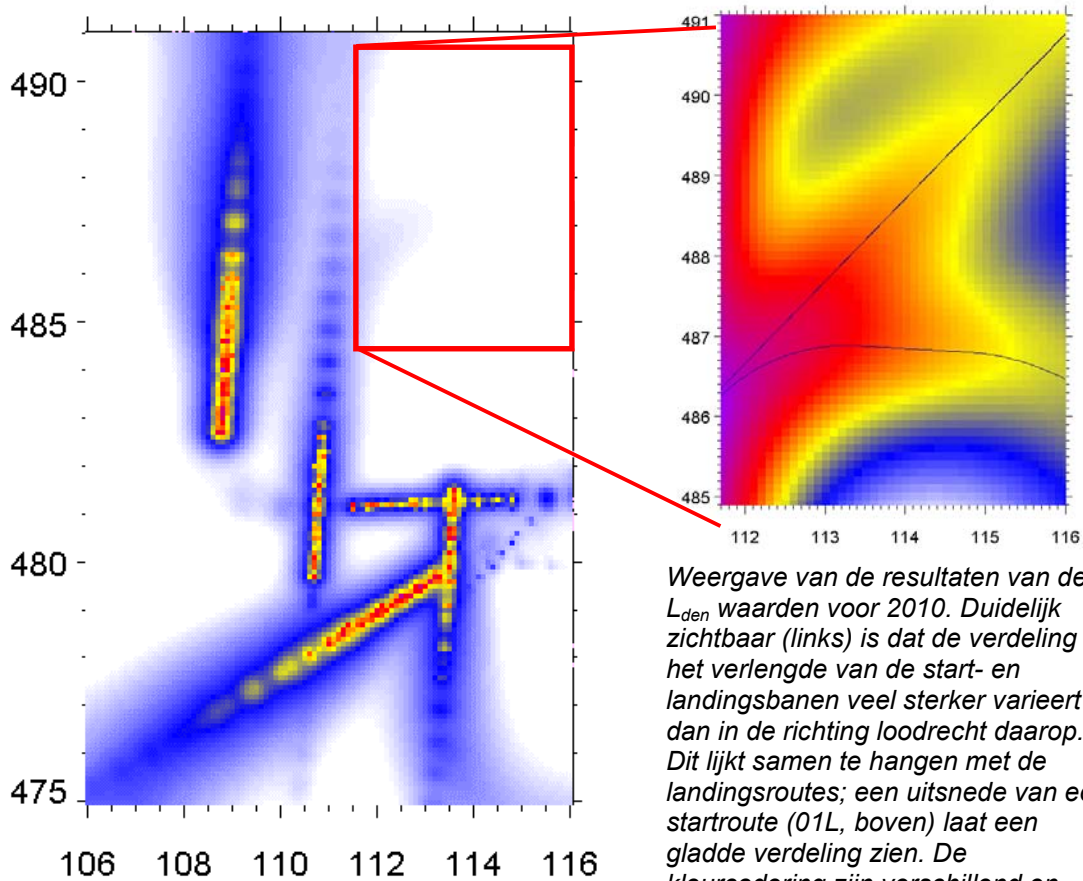 490
485
480
475
106 108 110 112 114 116
491
490
489
488
487
486
485
112 113 114 115 116
Weergave van de resultaten van de
Lden waarden voor 2010. Duidelijk
zichtbaar (links) is dat de verdeling
het verlengde van de start- en
landingsbanen veel sterker varieert
dan in de richting loodrecht daarop.
Dit lijkt samen te hangen met de
landingsroutes; een uitsnede van
startroute (01L, boven) laat een
gladde verdeling zien. De